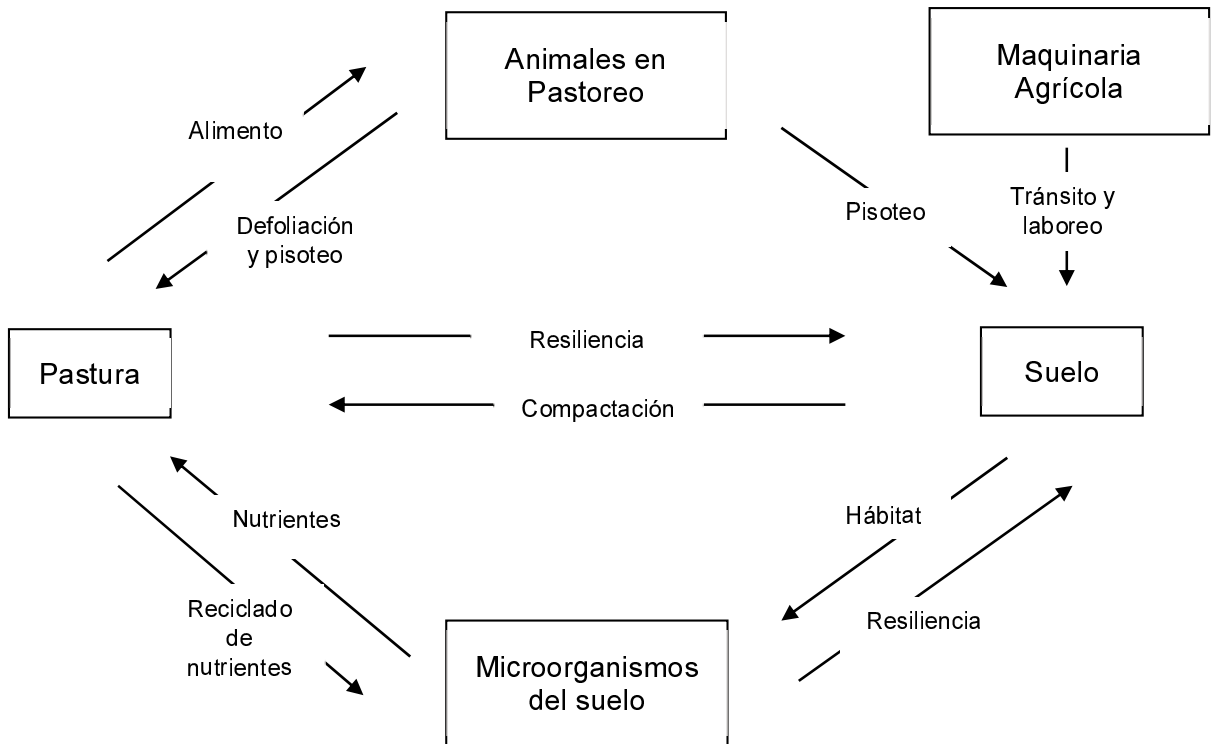 Animales en
Pastoreo
Maquinaria
Agrícola
Alimento
Defoliación
y pisoteo
Pisoteo
Tránsito y
laboreo
Pastura
Resiliencia
Compactación
Suelo
Nutrientes
Hábitat
Reciclado
de
nutrientes
Resiliencia
Microorganismos
del suelo